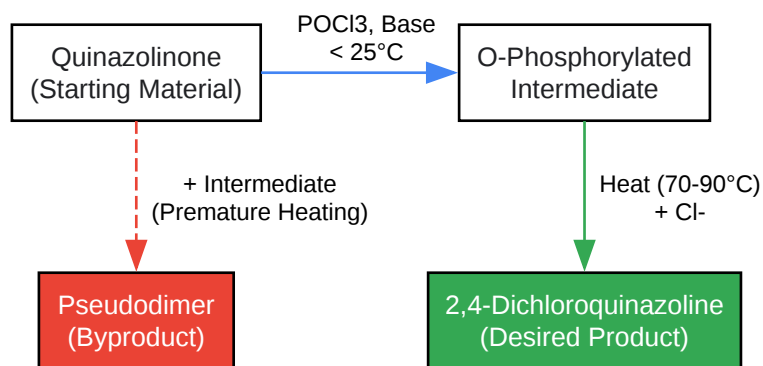 Quinazolinone
(Starting Material)
POCl3, Base
< 25°C
O-Phosphorylated
Intermediate
+ Intermediate
(Premature Heating)
Heat (70-90°C)
+ Cl-
Pseudodimer
(Byproduct)
2,4-Dichloroquinazoline
(Desired Product)